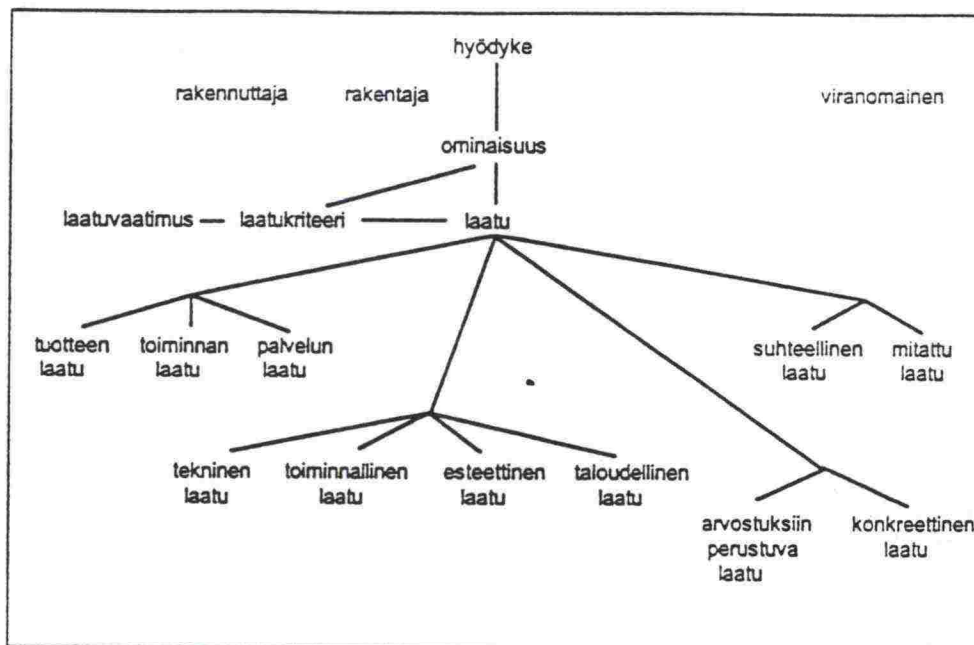 hyödyke
rakennuttaja rakentaja viranomainen
ominaisuus
laatuvaatimus laatukriteeri laatu
tuotteen laatu
toiminnan laatu
palvelun laatu
suhteellinen laatu
mitattu laatu
tekninen laatu
toiminnallinen laatu
esteettinen laatu
taloudellinen laatu
arvostuksiin perustuva laatu
konkreettinen laatu